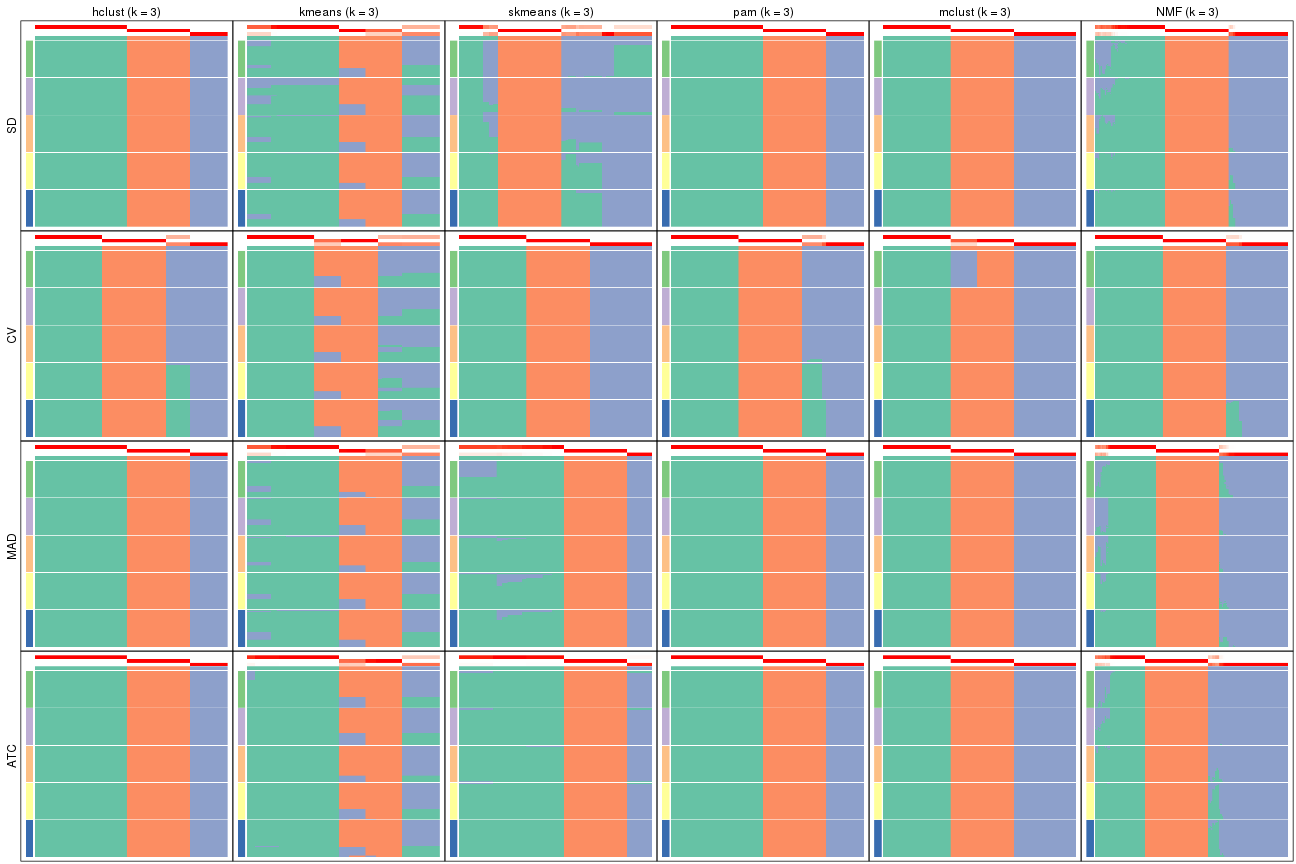 hclust (k = 3)
kmeans (k = 3)
skmeans (k = 3)
pam (k = 3)
mclust (k = 3)
NMF (k = 3)
SD
CV
MAD
ATC